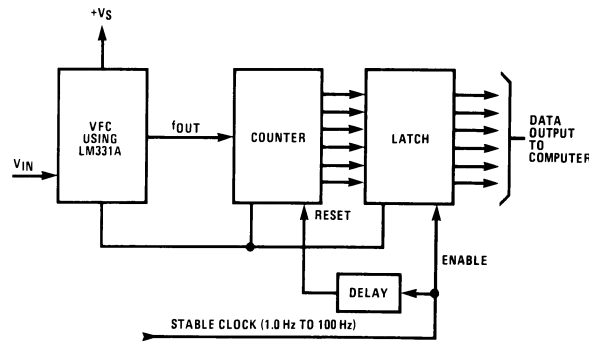 +VS
VFC
USING
LM331A
VIN
fOUT
COUNTER
LATCH
DATA
OUTPUT
TO
COMPUTER
RESET
ENABLE
DELAY
STABLE CLOCK (1.0 Hz TO 100 Hz)